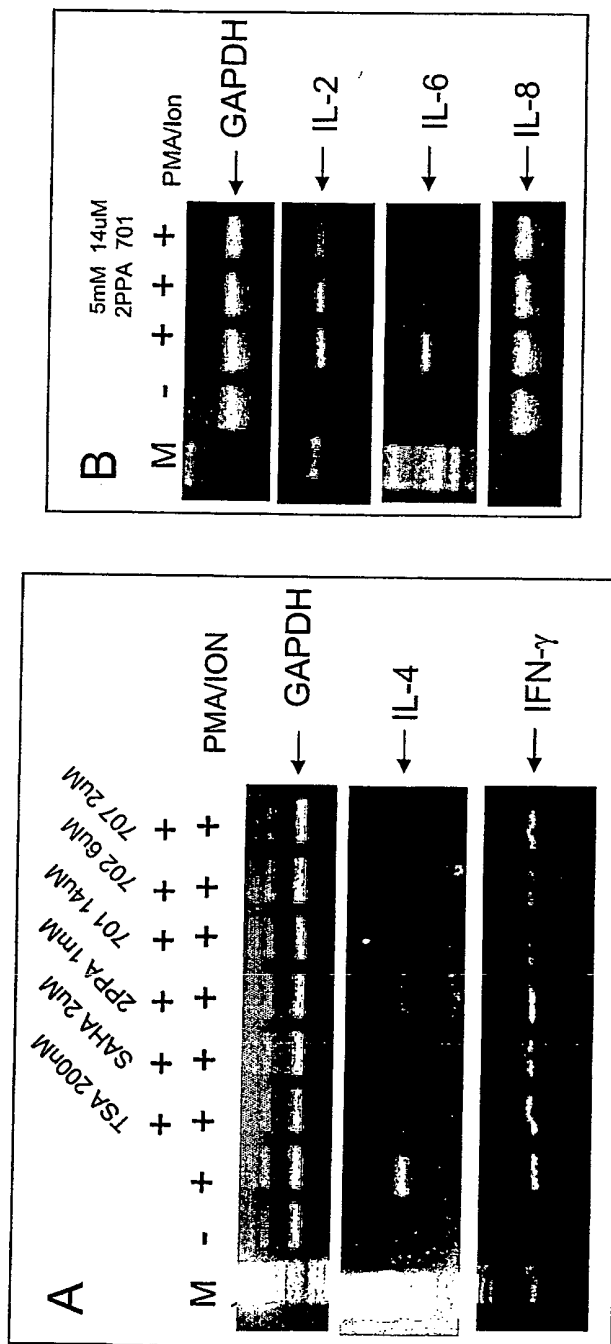 A
TSA 200nM SAHA 2uM 2PPA 1mM 701 14uM 702 6uM 707 2uM
+ + + + + +
M - + + + + + + + PMA/ION
GAPDH
IL-4
IFN-γ
B
5mM 14uM
2PPA 701
M - + + + PMA/Ion
GAPDH
IL-2
IL-6
IL-8